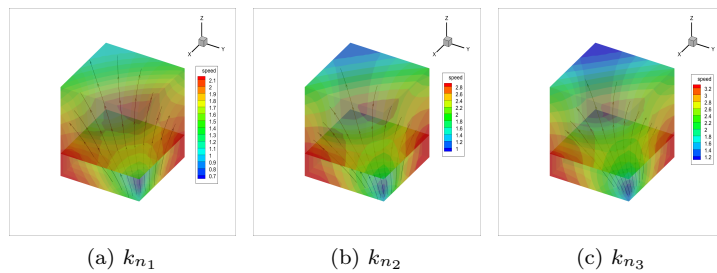 Z
X
Y
speed
2.1
2
1.9
1.8
1.7
1.6
1.5
1.4
1.3
1.2
1.1
1
0.9
0.8
0.7
Z
X
Y
speed
2.8
2.6
2.4
2.2
2
1.8
1.6
1.4
1.2
1
Z
X
Y
speed
3.2
3
2.8
2.6
2.4
2.2
2
1.8
1.6
1.4
1.2
(a) kn1
(b) kn2
(c) kn3